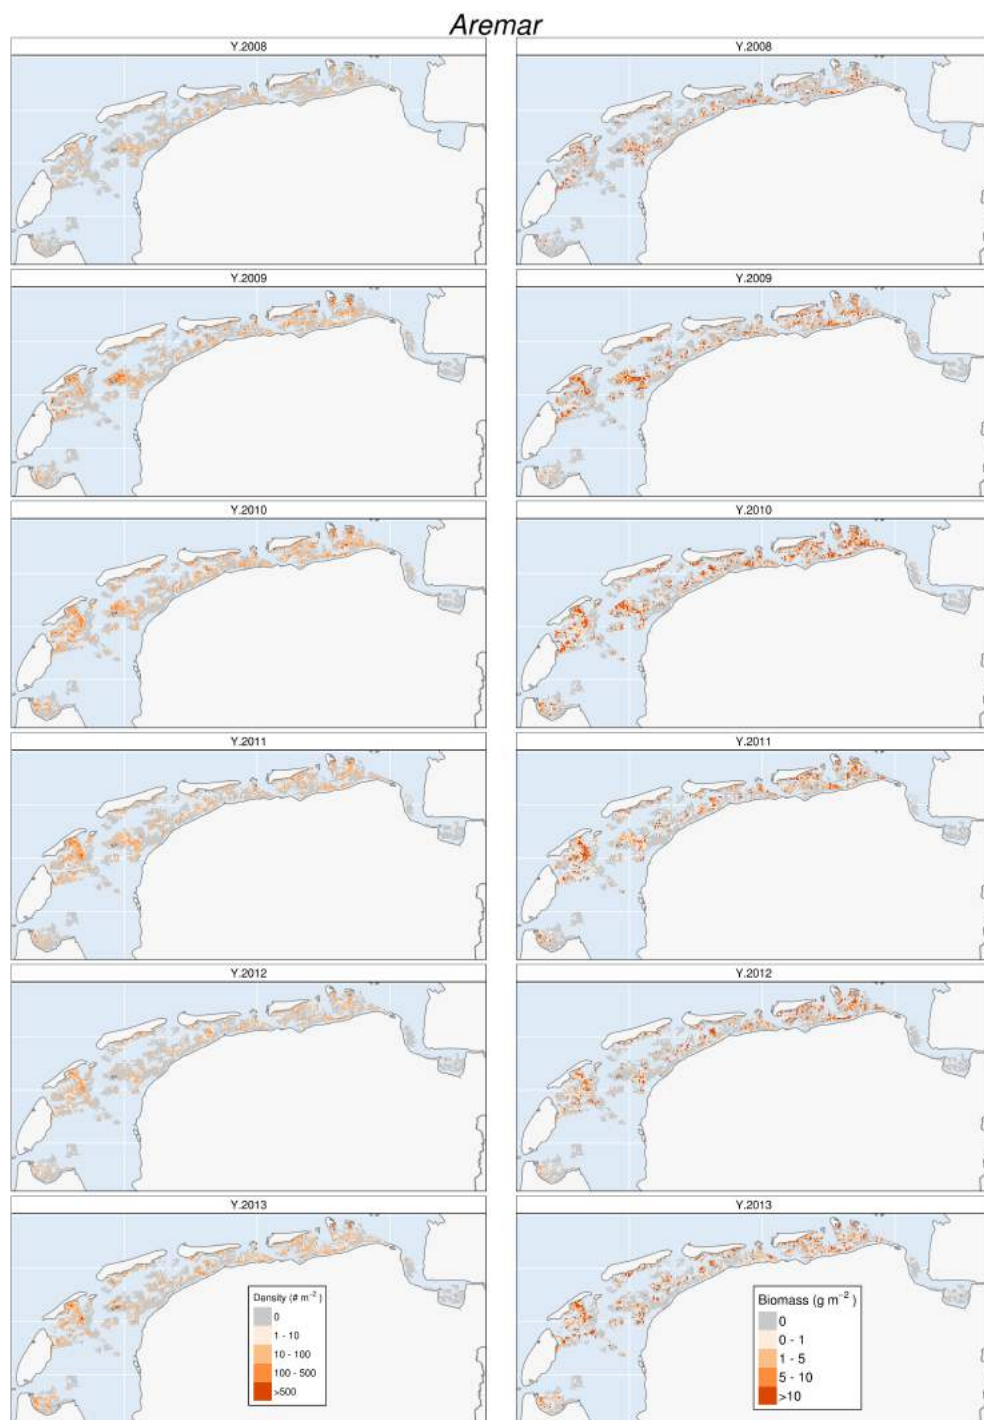 Aremar
Y.2008
Y.2008
Y.2009
Y.2009
Y.2010
Y.2010
Y.2011
Y.2011
Y.2012
Y.2012
Y.2013
Y.2013
Density (# m⁻²)
0
1 - 10
10 - 100
100 - 500
>500
Biomass (g m⁻²)
0
0 - 1
1 - 5
5 - 10
>10